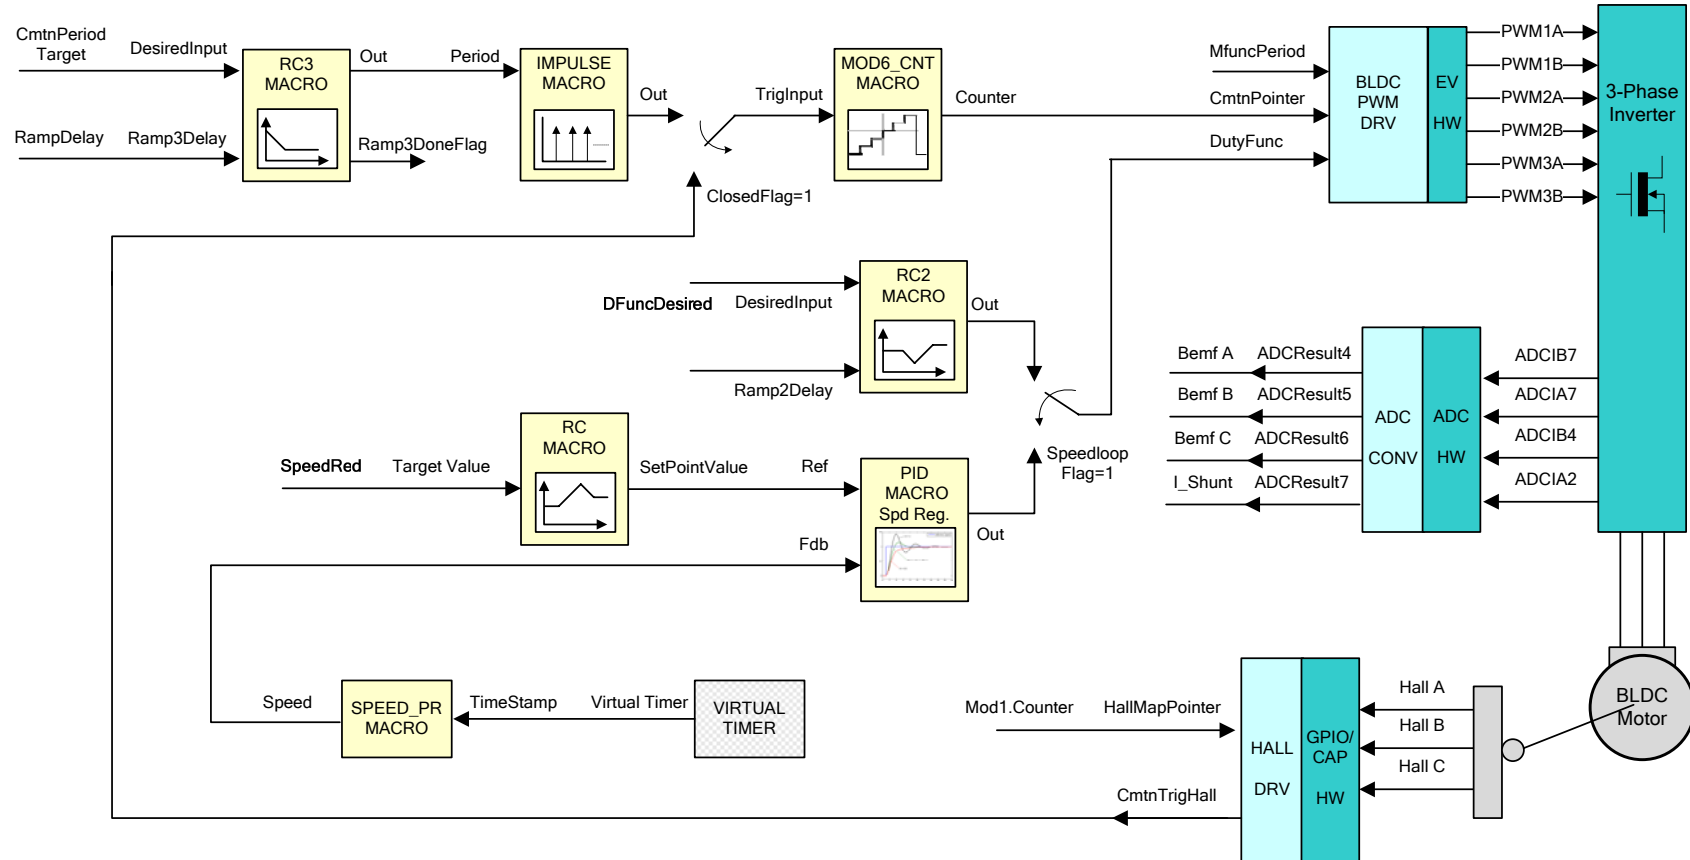 CmtnPeriod
Target
DesiredInput
RC3
MACRO
Out
Period
IMPULSE
MACRO
Out
TrigInput
MOD6_CNT
MACRO
Counter
RampDelay
Ramp3Delay
Ramp3DoneFlag
ClosedFlag=1
MfuncPeriod
CmtnPointer
DutyFunc
BLDC
PWM
DRV
EV
HW
PWM1A
PWM1B
PWM2A
PWM2B
PWM3A
PWM3B
3-Phase
Inverter
DFuncDesired
DesiredInput
RC2
MACRO
Out
Ramp2Delay
Bemf A
ADCResult4
Bemf B
ADCResult5
Bemf C
ADCResult6
I_Shunt
ADCResult7
ADC
CONV
ADC
HW
ADCIB7
ADCIA7
ADCIB4
ADCIA2
SpeedRed
Target Value
RC
MACRO
SetPointValue
Ref
PID
MACRO
Spd Reg.
Fdb
Out
Speedloop
Flag=1
Speed
SPEED_PR
MACRO
TimeStamp
Virtual Timer
VIRTUAL
TIMER
Mod1.Counter
HallMapPointer
HALL
DRV
GPIO/
CAP
HW
Hall A
Hall B
Hall C
BLDC
Motor
CmtnTrigHall